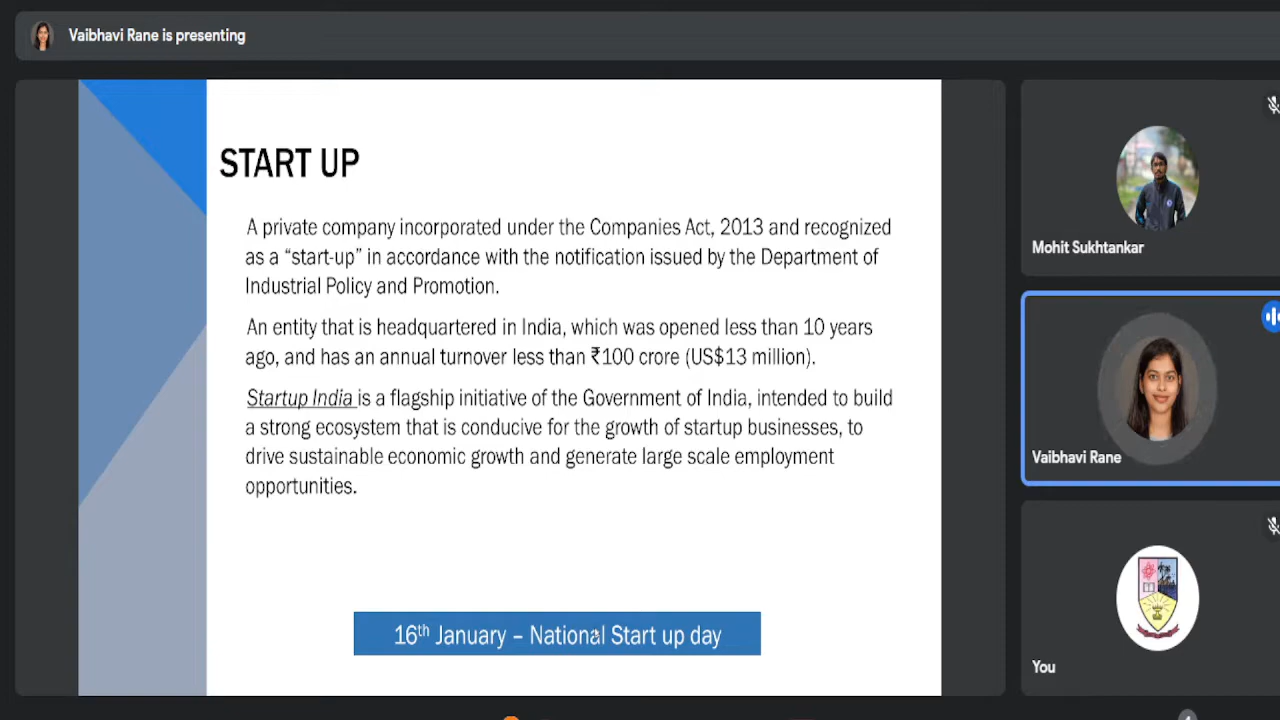 Vaibhavi Rane is presenting
START UP
A private company incorporated under the Companies Act, 2013 and recognized
as a “start-up” in accordance with the notification issued by the Department of
Industrial Policy and Promotion.
An entity that is headquartered in India, which was opened less than 10 years
ago, and has an annual turnover less than ₹100 crore (US$13 million).
Startup India is a flagship initiative of the Government of India, intended to build
a strong ecosystem that is conducive for the growth of startup businesses, to
drive sustainable economic growth and generate large scale employment
opportunities.
16th January – National Start up day
Mohit Sukhtankar
Vaibhavi Rane
You